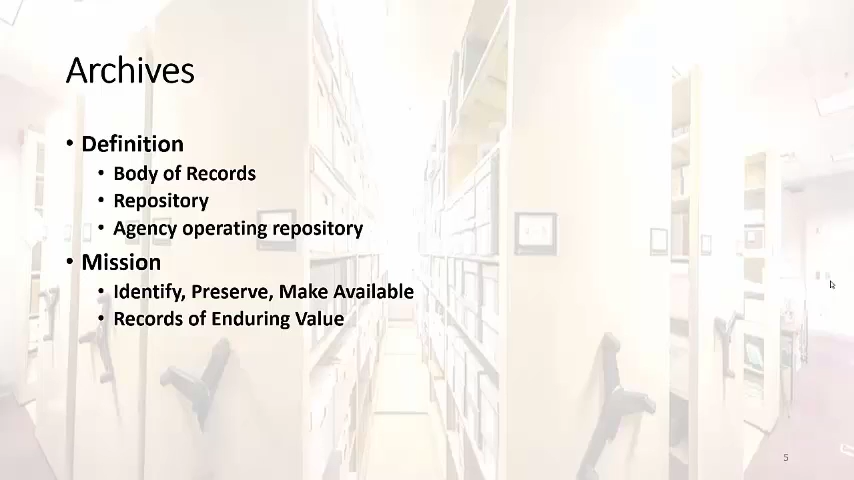 Archives
• Definition
• Body of Records
• Repository
• Agency operating repository
• Mission
• Identify, Preserve, Make Available
• Records of Enduring Value
5